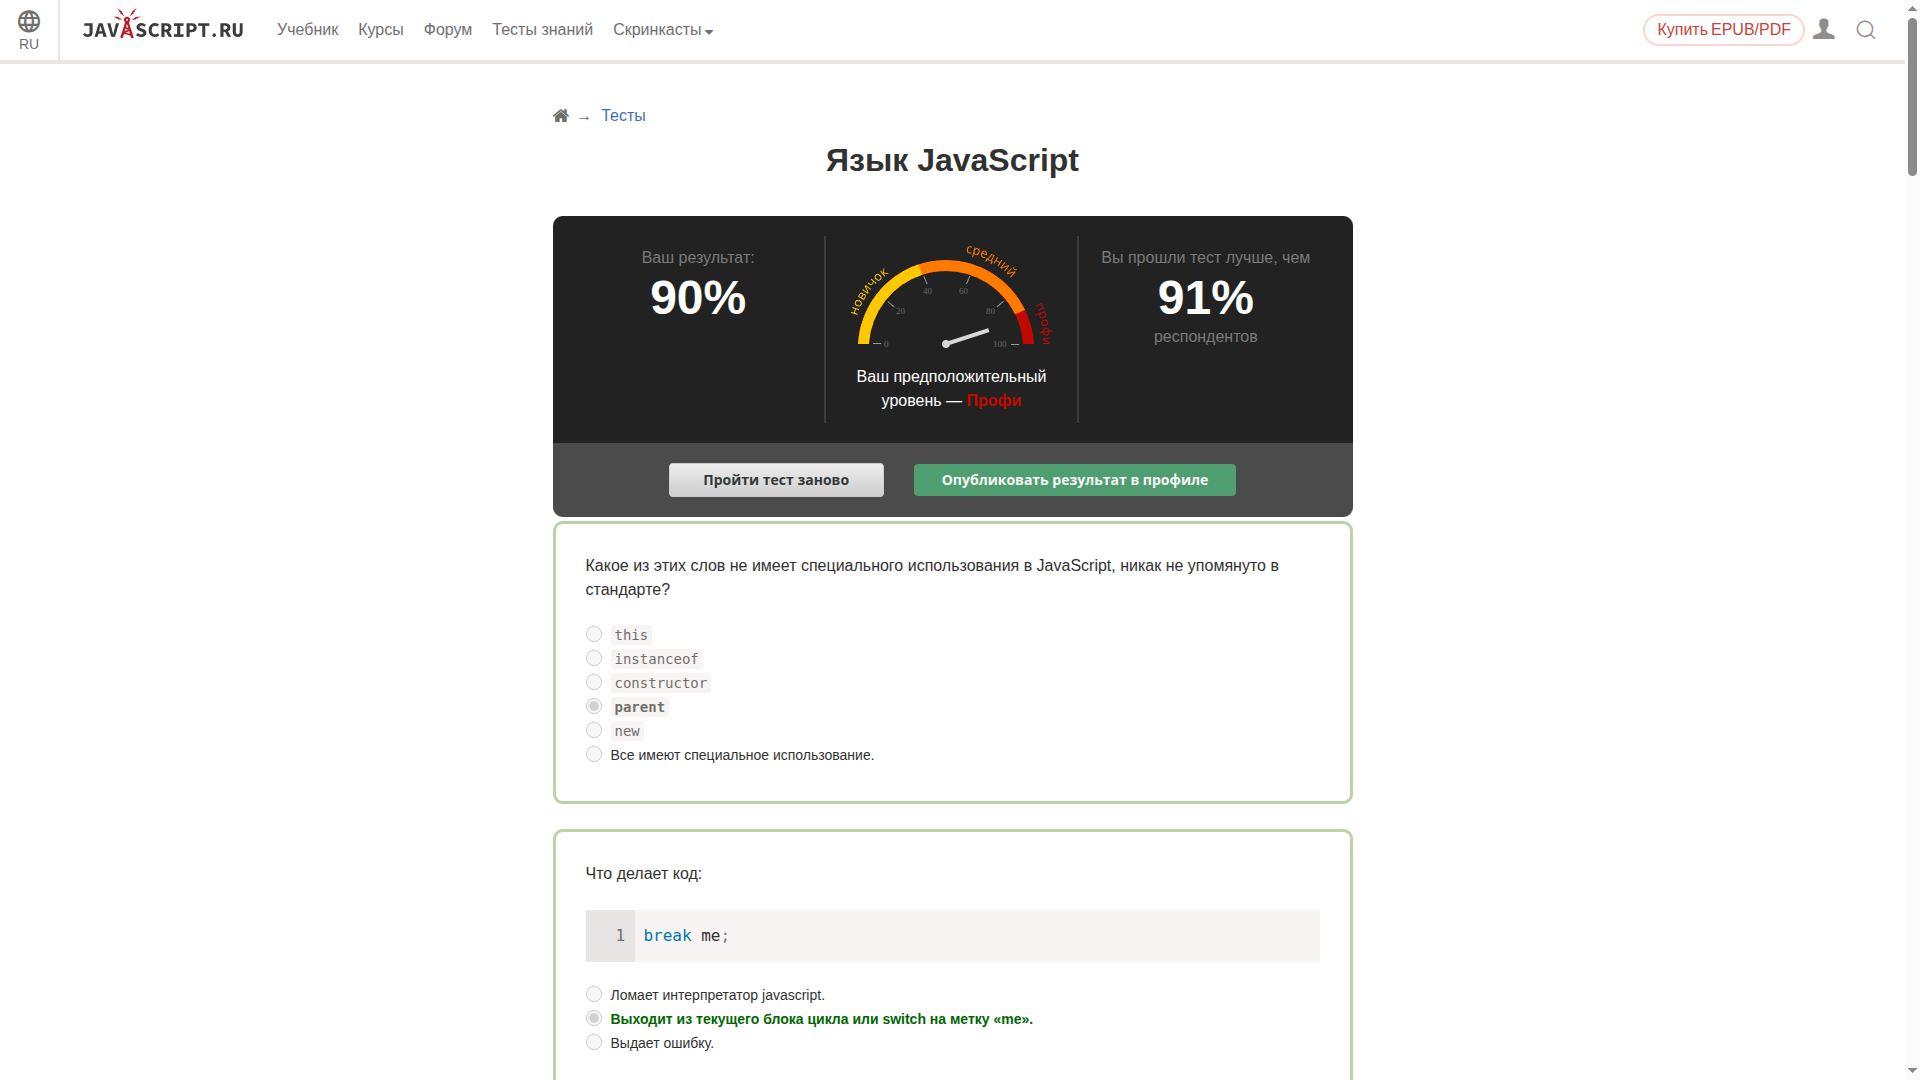 RU
JAVASCRIPT.RU
Учебник
Курсы
Форум
Тесты знаний
Скринкасты
Купить EPUB/PDF
→ Тесты
Язык JavaScript
Ваш результат:
90%
новичок
средний
профи
0
20
40
60
80
100
Ваш предположительный
уровень — Профи
Вы прошли тест лучше, чем
91%
респондентов
Пройти тест заново
Опубликовать результат в профиле
Какое из этих слов не имеет специального использования в JavaScript, никак не упомянуто в
стандарте?
this
instanceof
constructor
parent
new
Все имеют специальное использование.
Что делает код:
1 break me;
Ломает интерпретатор javascript.
Выходит из текущего блока цикла или switch на метку «me».
Выдает ошибку.